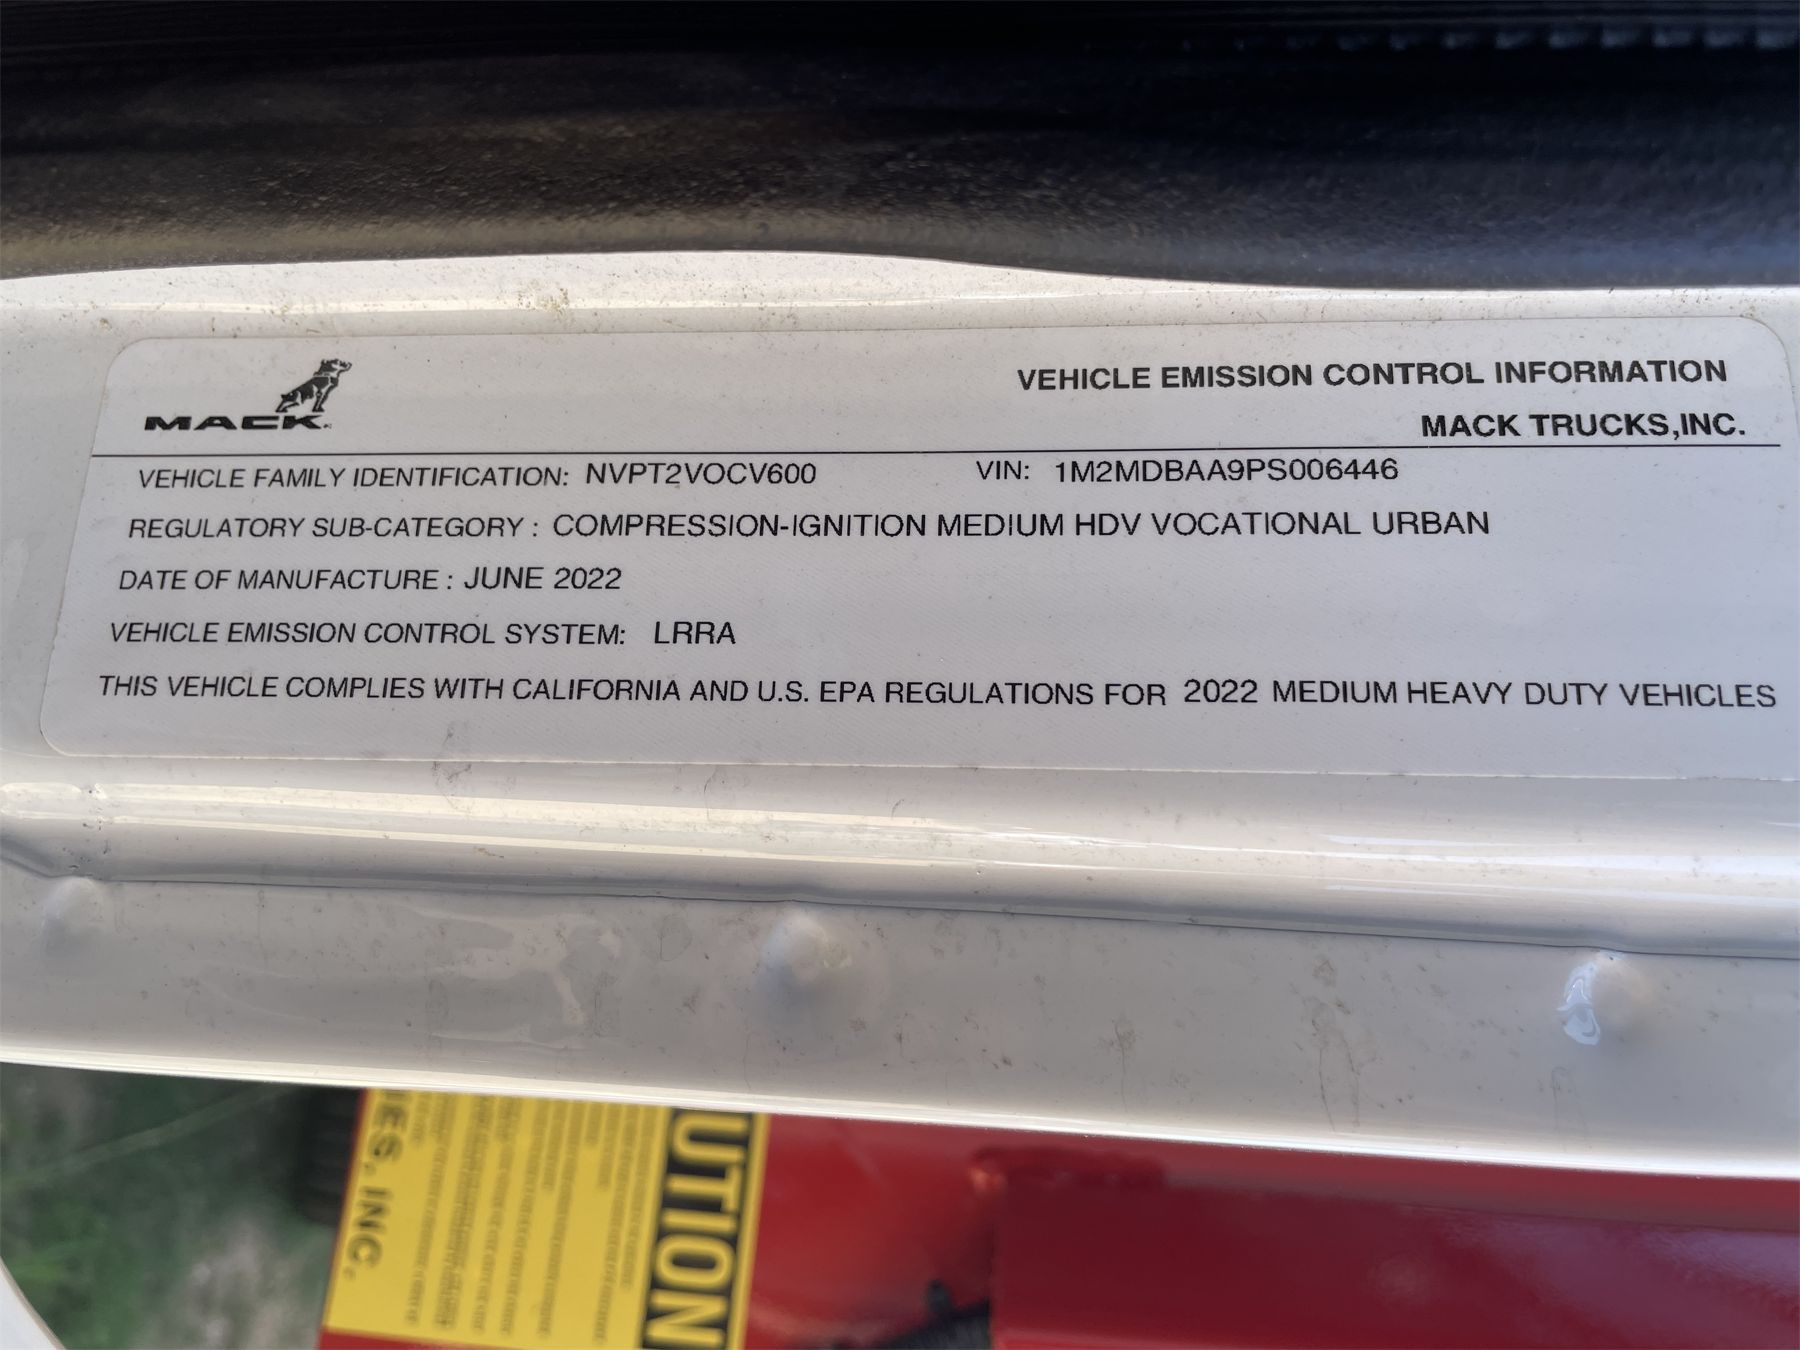 MACK
VEHICLE EMISSION CONTROL INFORMATION
MACK TRUCKS,INC.
VEHICLE FAMILY IDENTIFICATION: NVPT2VOCV600 VIN: 1M2MDBAA9PS006446
REGULATORY SUB-CATEGORY : COMPRESSION-IGNITION MEDIUM HDV VOCATIONAL URBAN
DATE OF MANUFACTURE : JUNE 2022
VEHICLE EMISSION CONTROL SYSTEM: LRRA
THIS VEHICLE COMPLIES WITH CALIFORNIA AND U.S. EPA REGULATIONS FOR 2022 MEDIUM HEAVY DUTY VEHICLES
UTION
IES, INC.